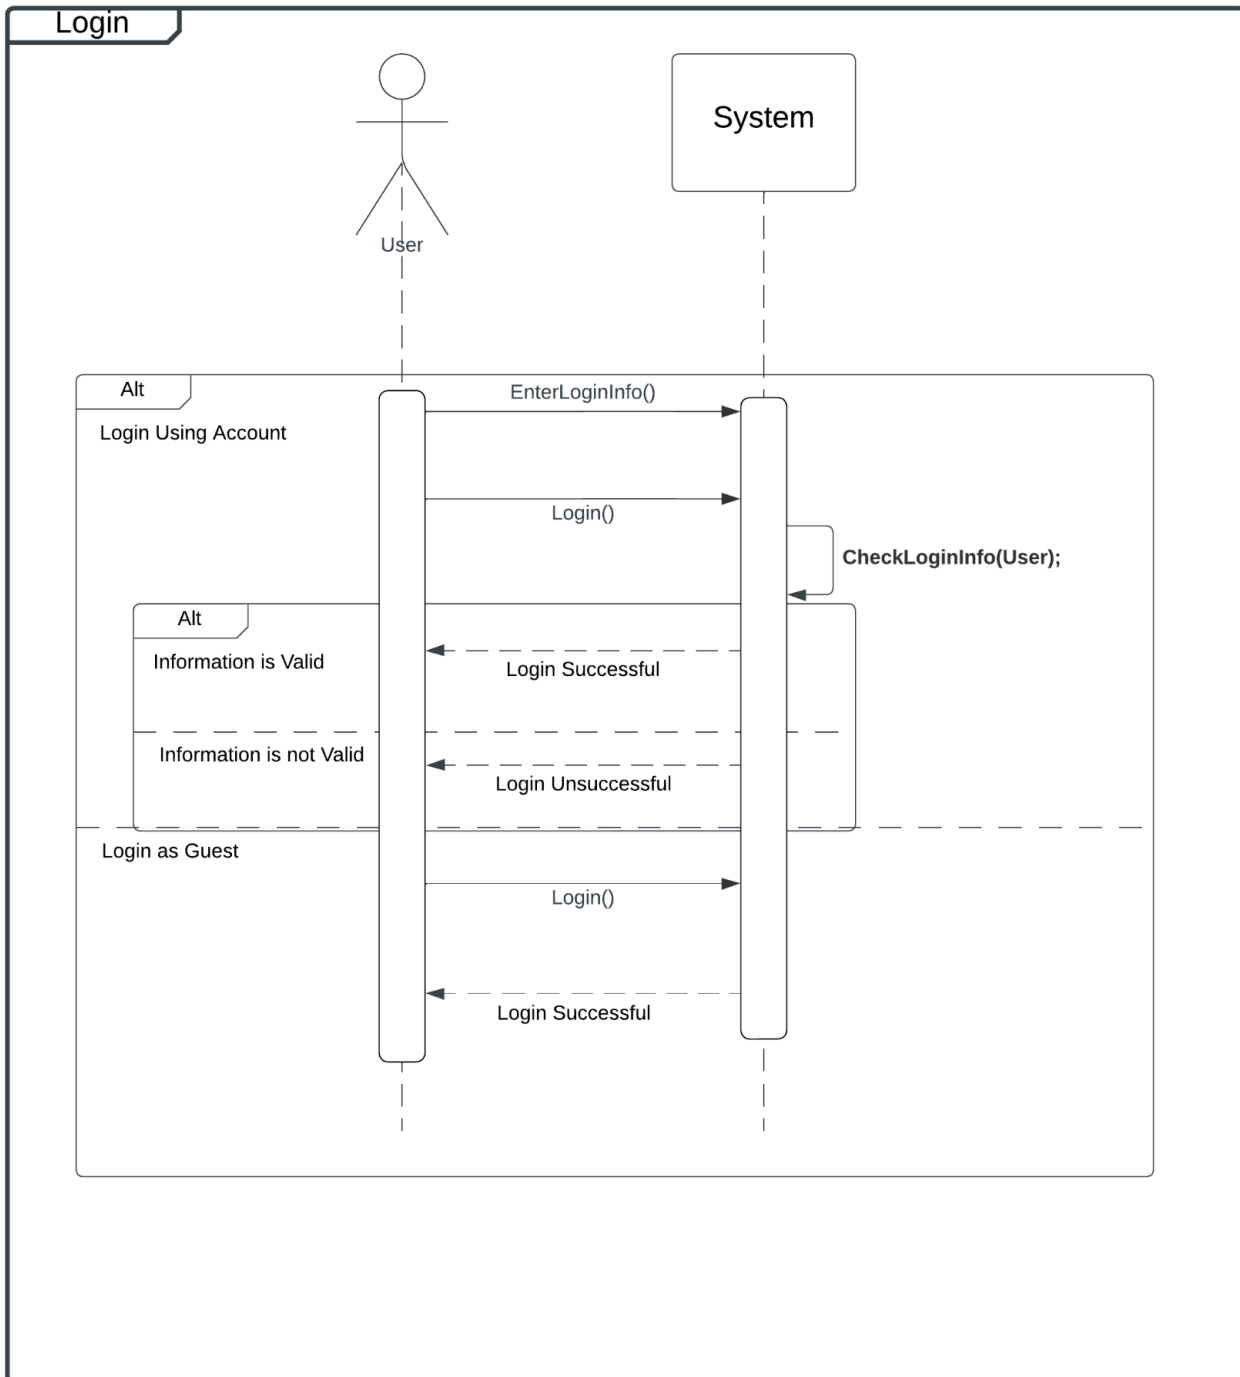 Login
System
User
Alt
EnterLoginInfo()
Login Using Account
Login()
CheckLoginInfo(User);
Alt
Information is Valid
Login Successful
Information is not Valid
Login Unsuccessful
Login as Guest
Login()
Login Successful